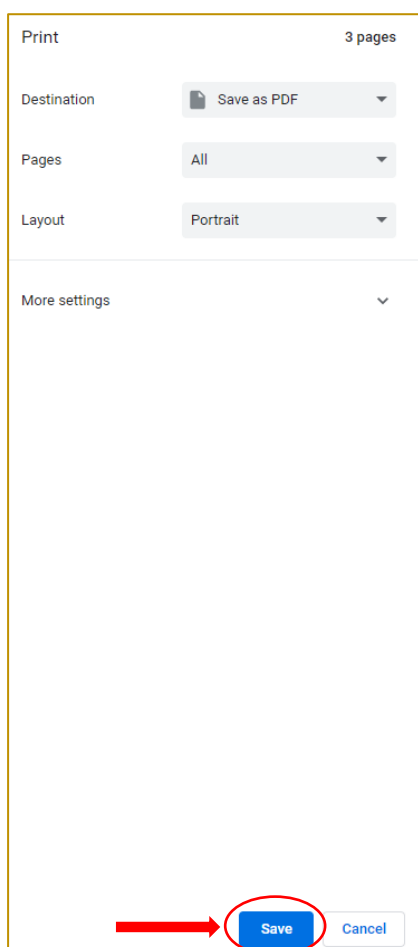 Print 3 pages
Destination Save as PDF
Pages All
Layout Portrait
More settings
Save Cancel